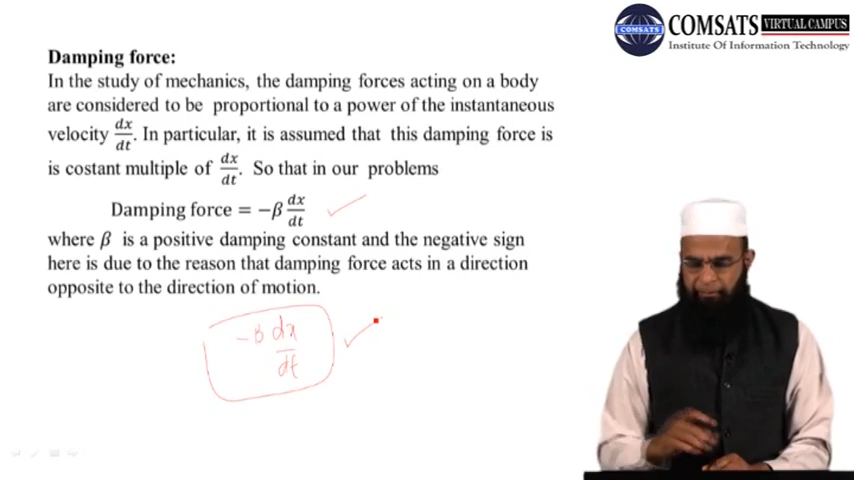 COMSATS VIRTUAL CAMPUS
Institute Of Information Technology
COMSATS
Damping force:
In the study of mechanics, the damping forces acting on a body
are considered to be proportional to a power of the instantaneous
velocity dx/dt. In particular, it is assumed that this damping force is
is costant multiple of dx/dt. So that in our problems
Damping force = −β dx/dt
where β is a positive damping constant and the negative sign
here is due to the reason that damping force acts in a direction
opposite to the direction of motion.
−β dx/dt